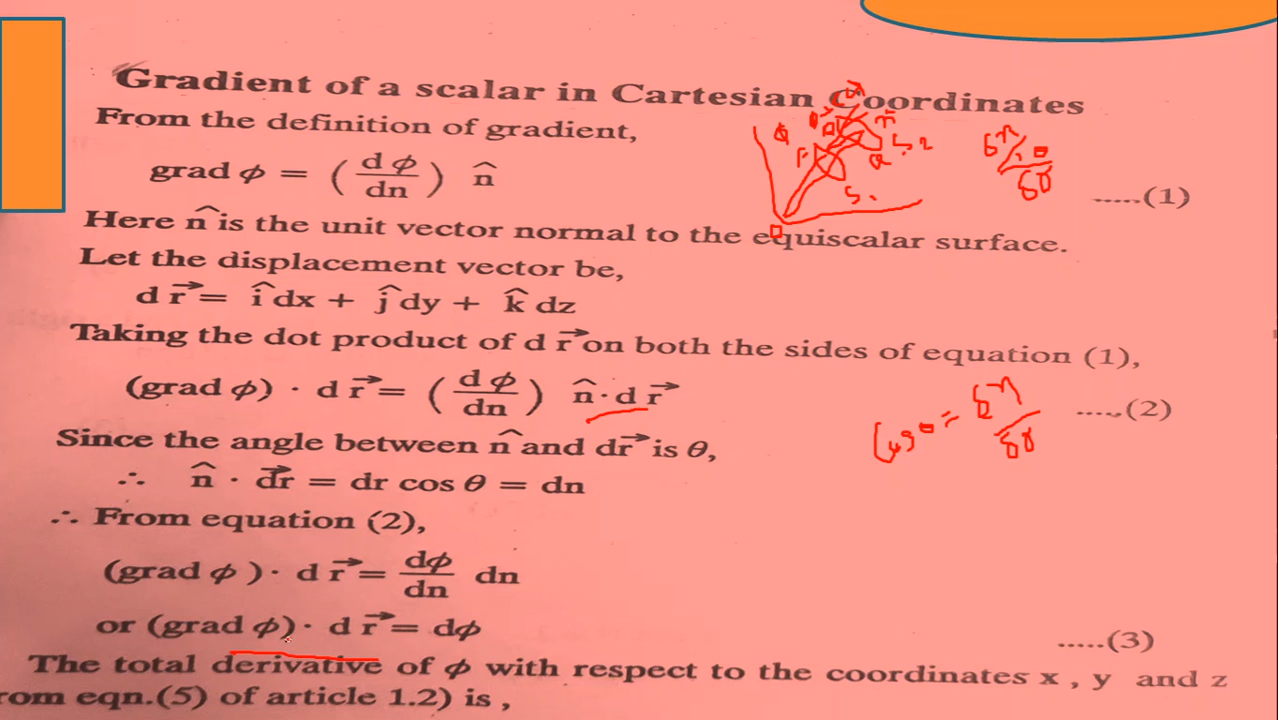 Gradient of a scalar in Cartesian Coordinates
From the definition of gradient,
grad ϕ = ( dϕ / dn ) n̂ .....(1)
Here n̂ is the unit vector normal to the equiscalar surface.
Let the displacement vector be,
d r⃗ = î dx + ĵ dy + k̂ dz
Taking the dot product of d r⃗ on both the sides of equation (1),
(grad ϕ) · d r⃗ = ( dϕ / dn ) n̂ · d r⃗ .....(2)
Since the angle between n̂ and dr⃗ is θ,
∴ n̂ · dr⃗ = dr cos θ = dn
∴ From equation (2),
(grad ϕ ) · d r⃗ = dϕ / dn dn
or (grad ϕ) · d r⃗ = dϕ .....(3)
The total derivative of ϕ with respect to the coordinates x , y and z
rom eqn.(5) of article 1.2) is ,